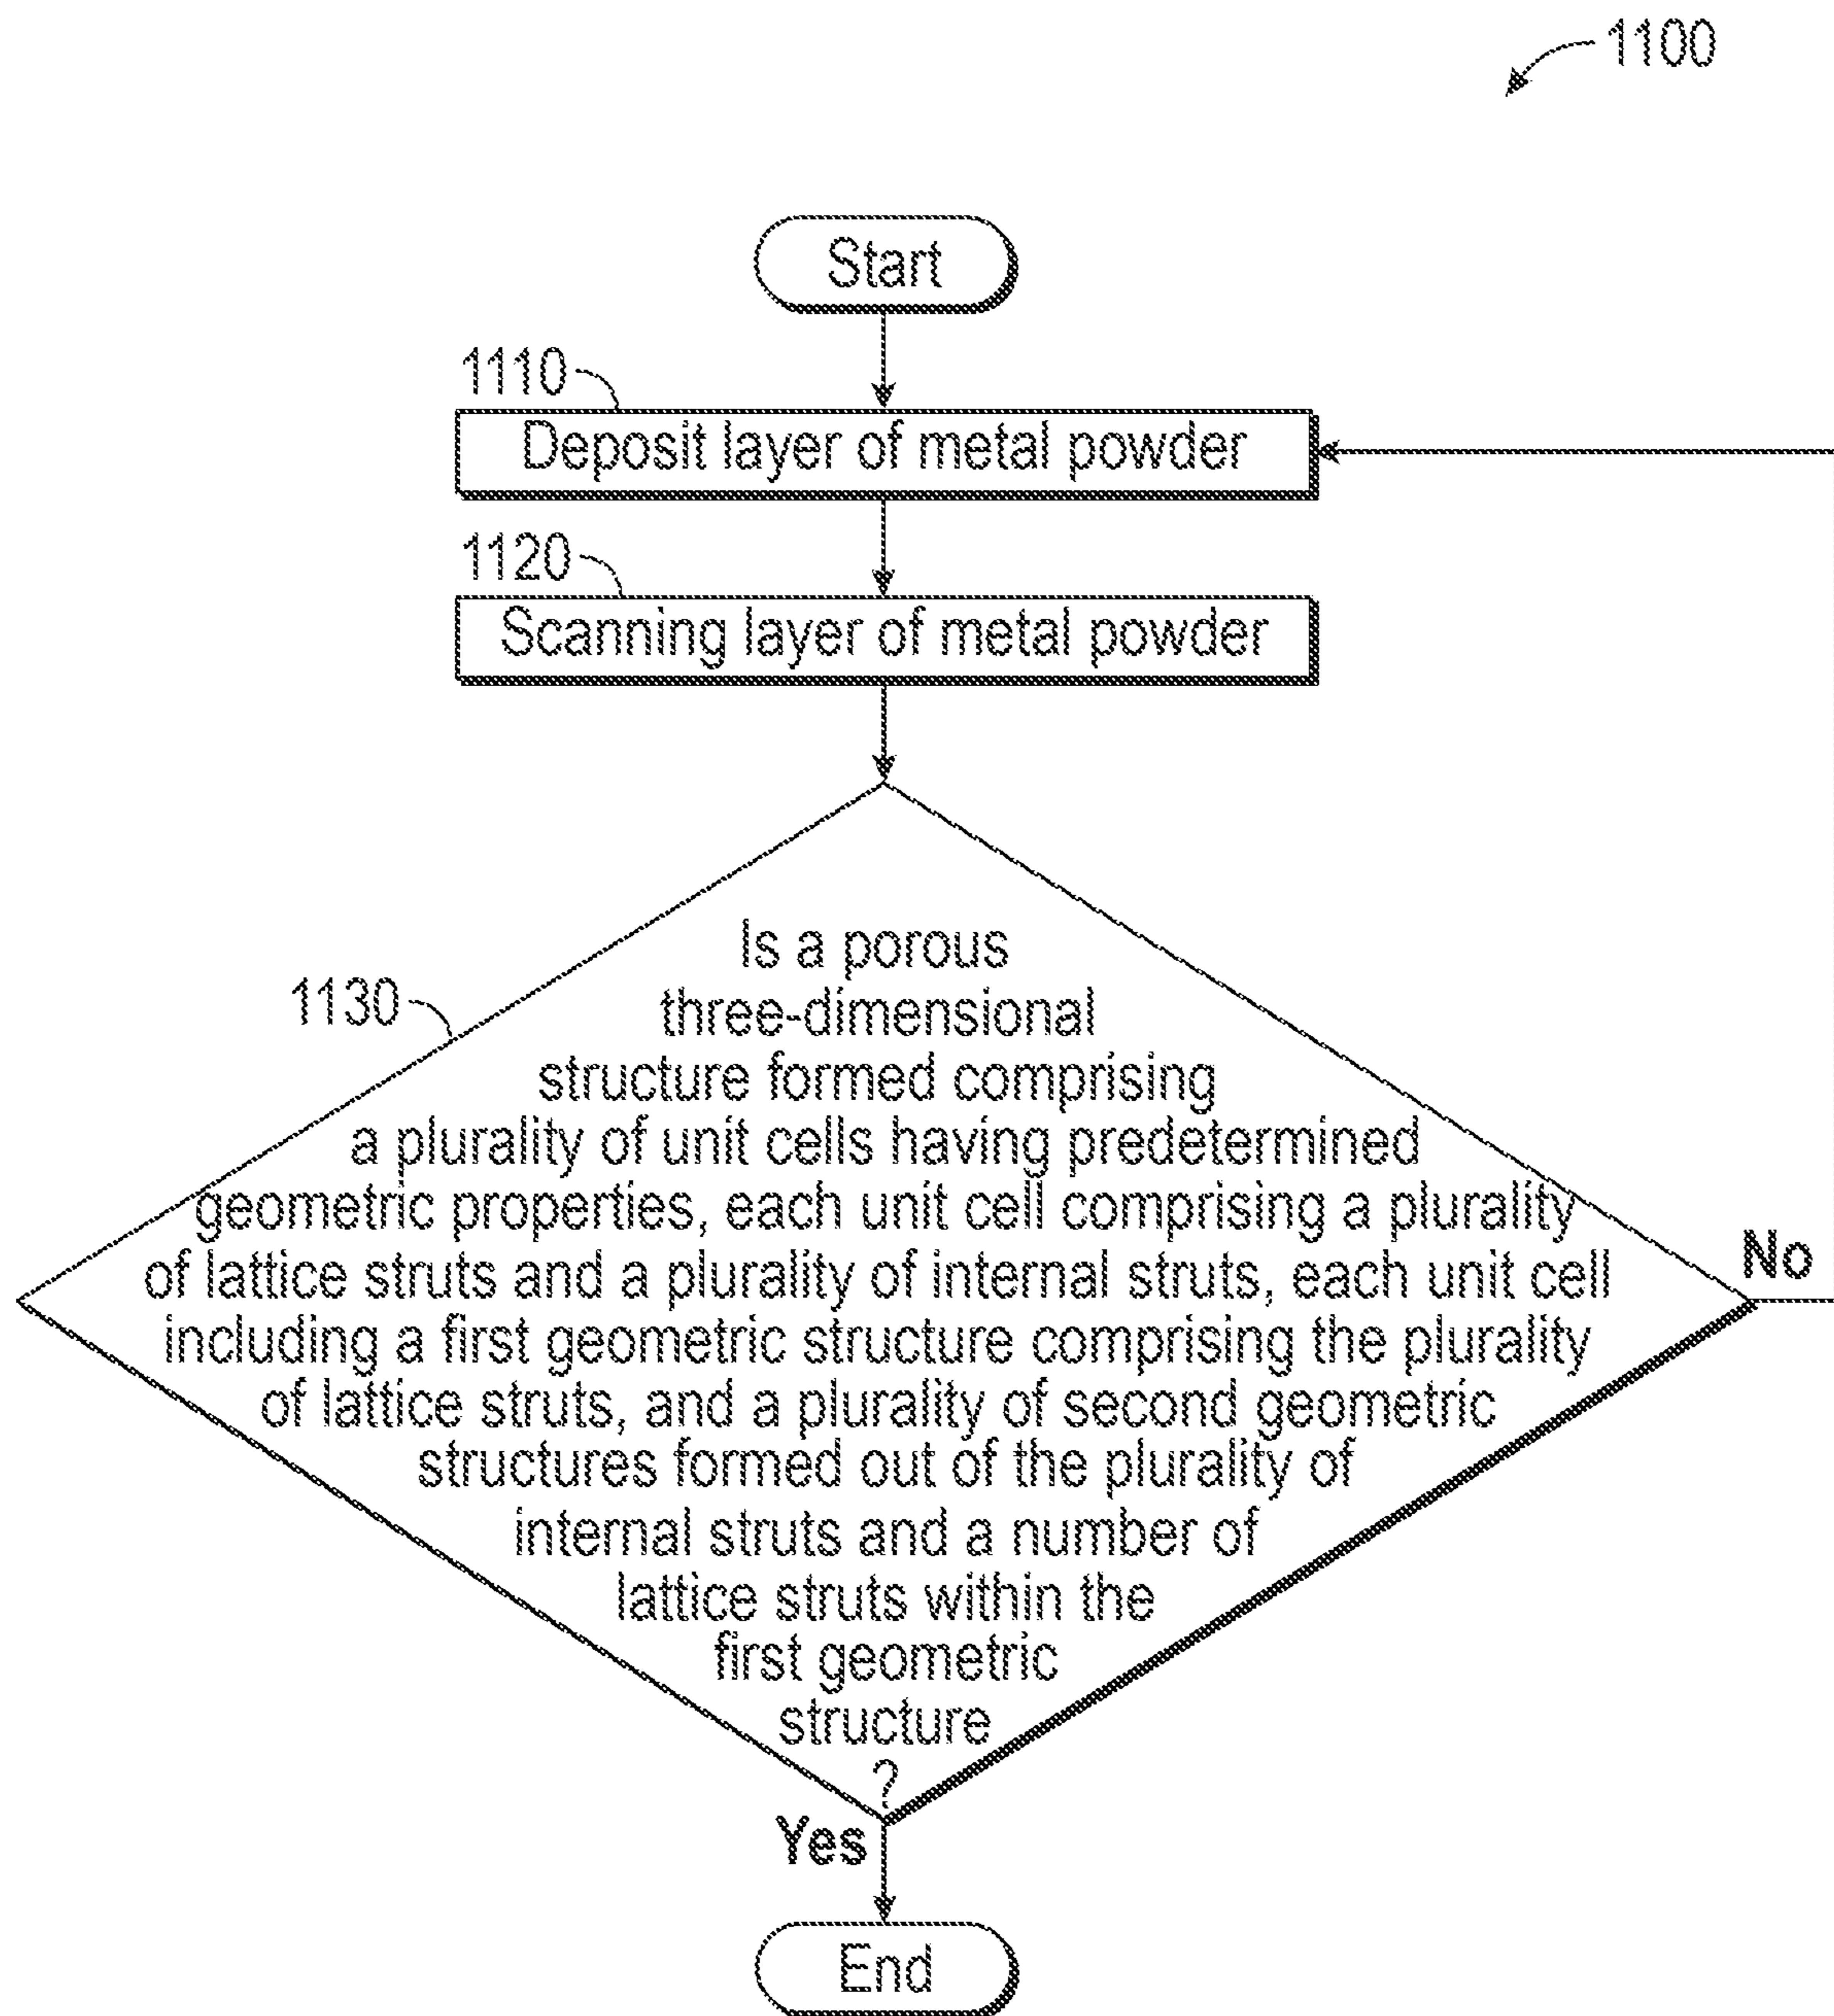 1100
Start
1110
Deposit layer of metal powder
1120
Scanning layer of metal powder
1130
Is a porous
three-dimensional
structure formed comprising
a plurality of unit cells having predetermined
geometric properties, each unit cell comprising a plurality
of lattice struts and a plurality of internal struts, each unit cell
including a first geometric structure comprising the plurality
of lattice struts, and a plurality of second geometric
structures formed out of the plurality of
internal struts and a number of
lattice struts within the
first geometric
structure
?
No
Yes
End